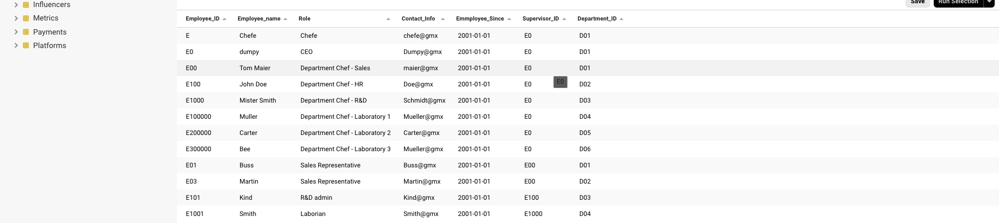 Influencers
Metrics
Payments
Platforms
Save Run Selection
Employee_ID Employee_name Role Contact_Info Emmployee_Since Supervisor_ID Department_ID
E Chefe Chefe chefe@gmx 2001-01-01 E0 D01
E0 dumpy CEO Dumpy@gmx 2001-01-01 E0 D01
E00 Tom Maier Department Chef - Sales maier@gmx 2001-01-01 E0 D01
E0
E100 John Doe Department Chef - HR Doe@gmx 2001-01-01 E0 D02
E1000 Mister Smith Department Chef - R&D Schmidt@gmx 2001-01-01 E0 D03
E100000 Muller Department Chef - Laboratory 1 Mueller@gmx 2001-01-01 E0 D04
E200000 Carter Department Chef - Laboratory 2 Carter@gmx 2001-01-01 E0 D05
E300000 Bee Department Chef - Laboratory 3 Mueller@gmx 2001-01-01 E0 D06
E01 Buss Sales Representative Buss@gmx 2001-01-01 E00 D01
E03 Martin Sales Representative Martin@gmx 2001-01-01 E00 D02
E101 Kind R&D admin Kind@gmx 2001-01-01 E100 D03
E1001 Smith Laborian Smith@gmx 2001-01-01 E1000 D04